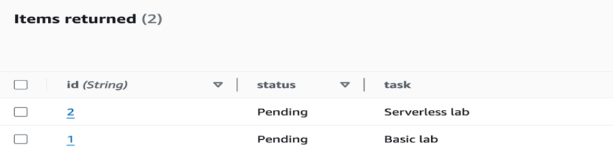 Items returned (2)
id (String) status task
2 Pending Serverless lab
1 Pending Basic lab